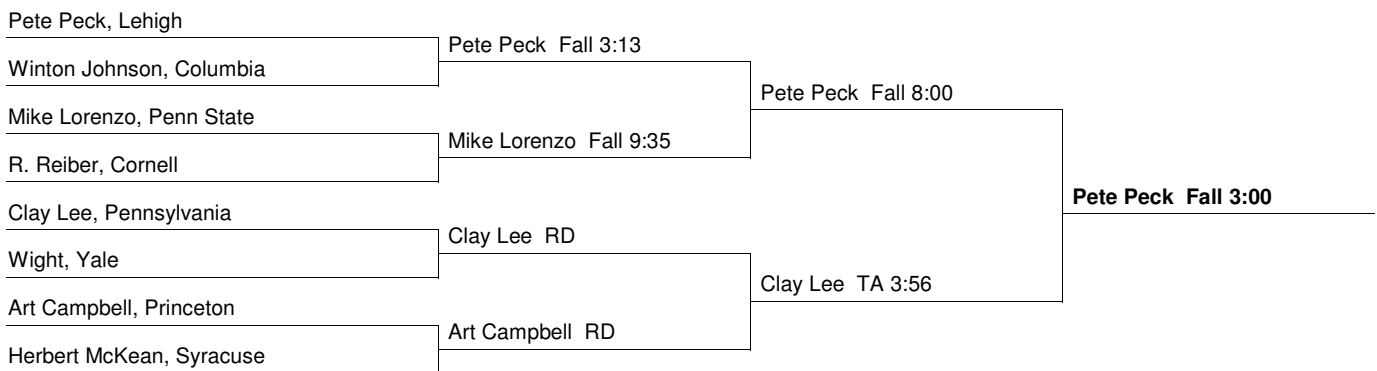 Pete Peck, Lehigh
Winton Johnson, Columbia
Mike Lorenzo, Penn State
R. Reiber, Cornell
Clay Lee, Pennsylvania
Wight, Yale
Art Campbell, Princeton
Herbert McKean, Syracuse
Pete Peck  Fall 3:13
Mike Lorenzo  Fall 9:35
Clay Lee  RD
Art Campbell  RD
Pete Peck  Fall 8:00
Clay Lee  TA 3:56
Pete Peck  Fall 3:00